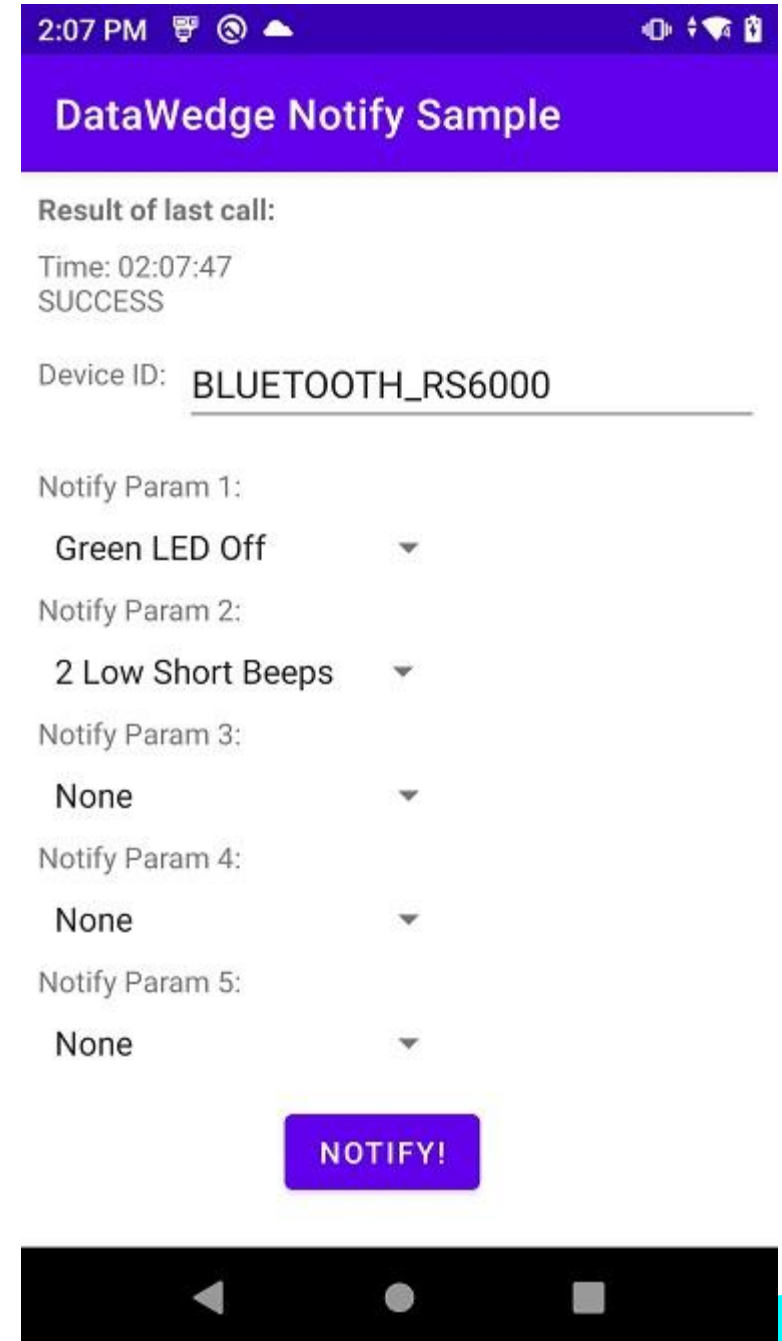 2:07 PM
DataWedge Notify Sample
Result of last call:
Time: 02:07:47
SUCCESS
Device ID: BLUETOOTH_RS6000
Notify Param 1:
Green LED Off
Notify Param 2:
2 Low Short Beeps
Notify Param 3:
None
Notify Param 4:
None
Notify Param 5:
None
NOTIFY!